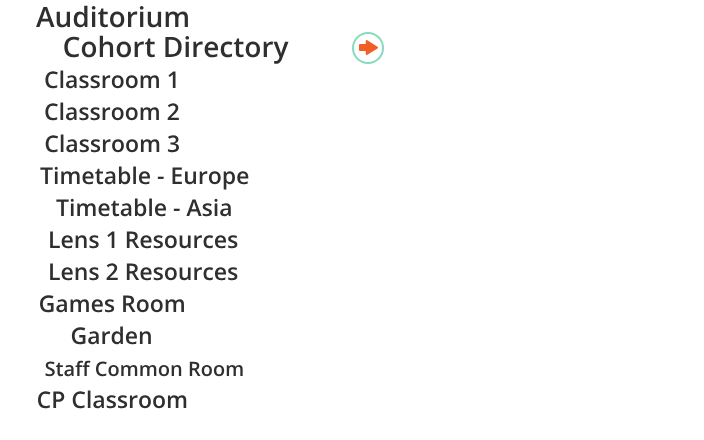 Auditorium
Cohort Directory
Classroom 1
Classroom 2
Classroom 3
Timetable - Europe
Timetable - Asia
Lens 1 Resources
Lens 2 Resources
Games Room
Garden
Staff Common Room
CP Classroom